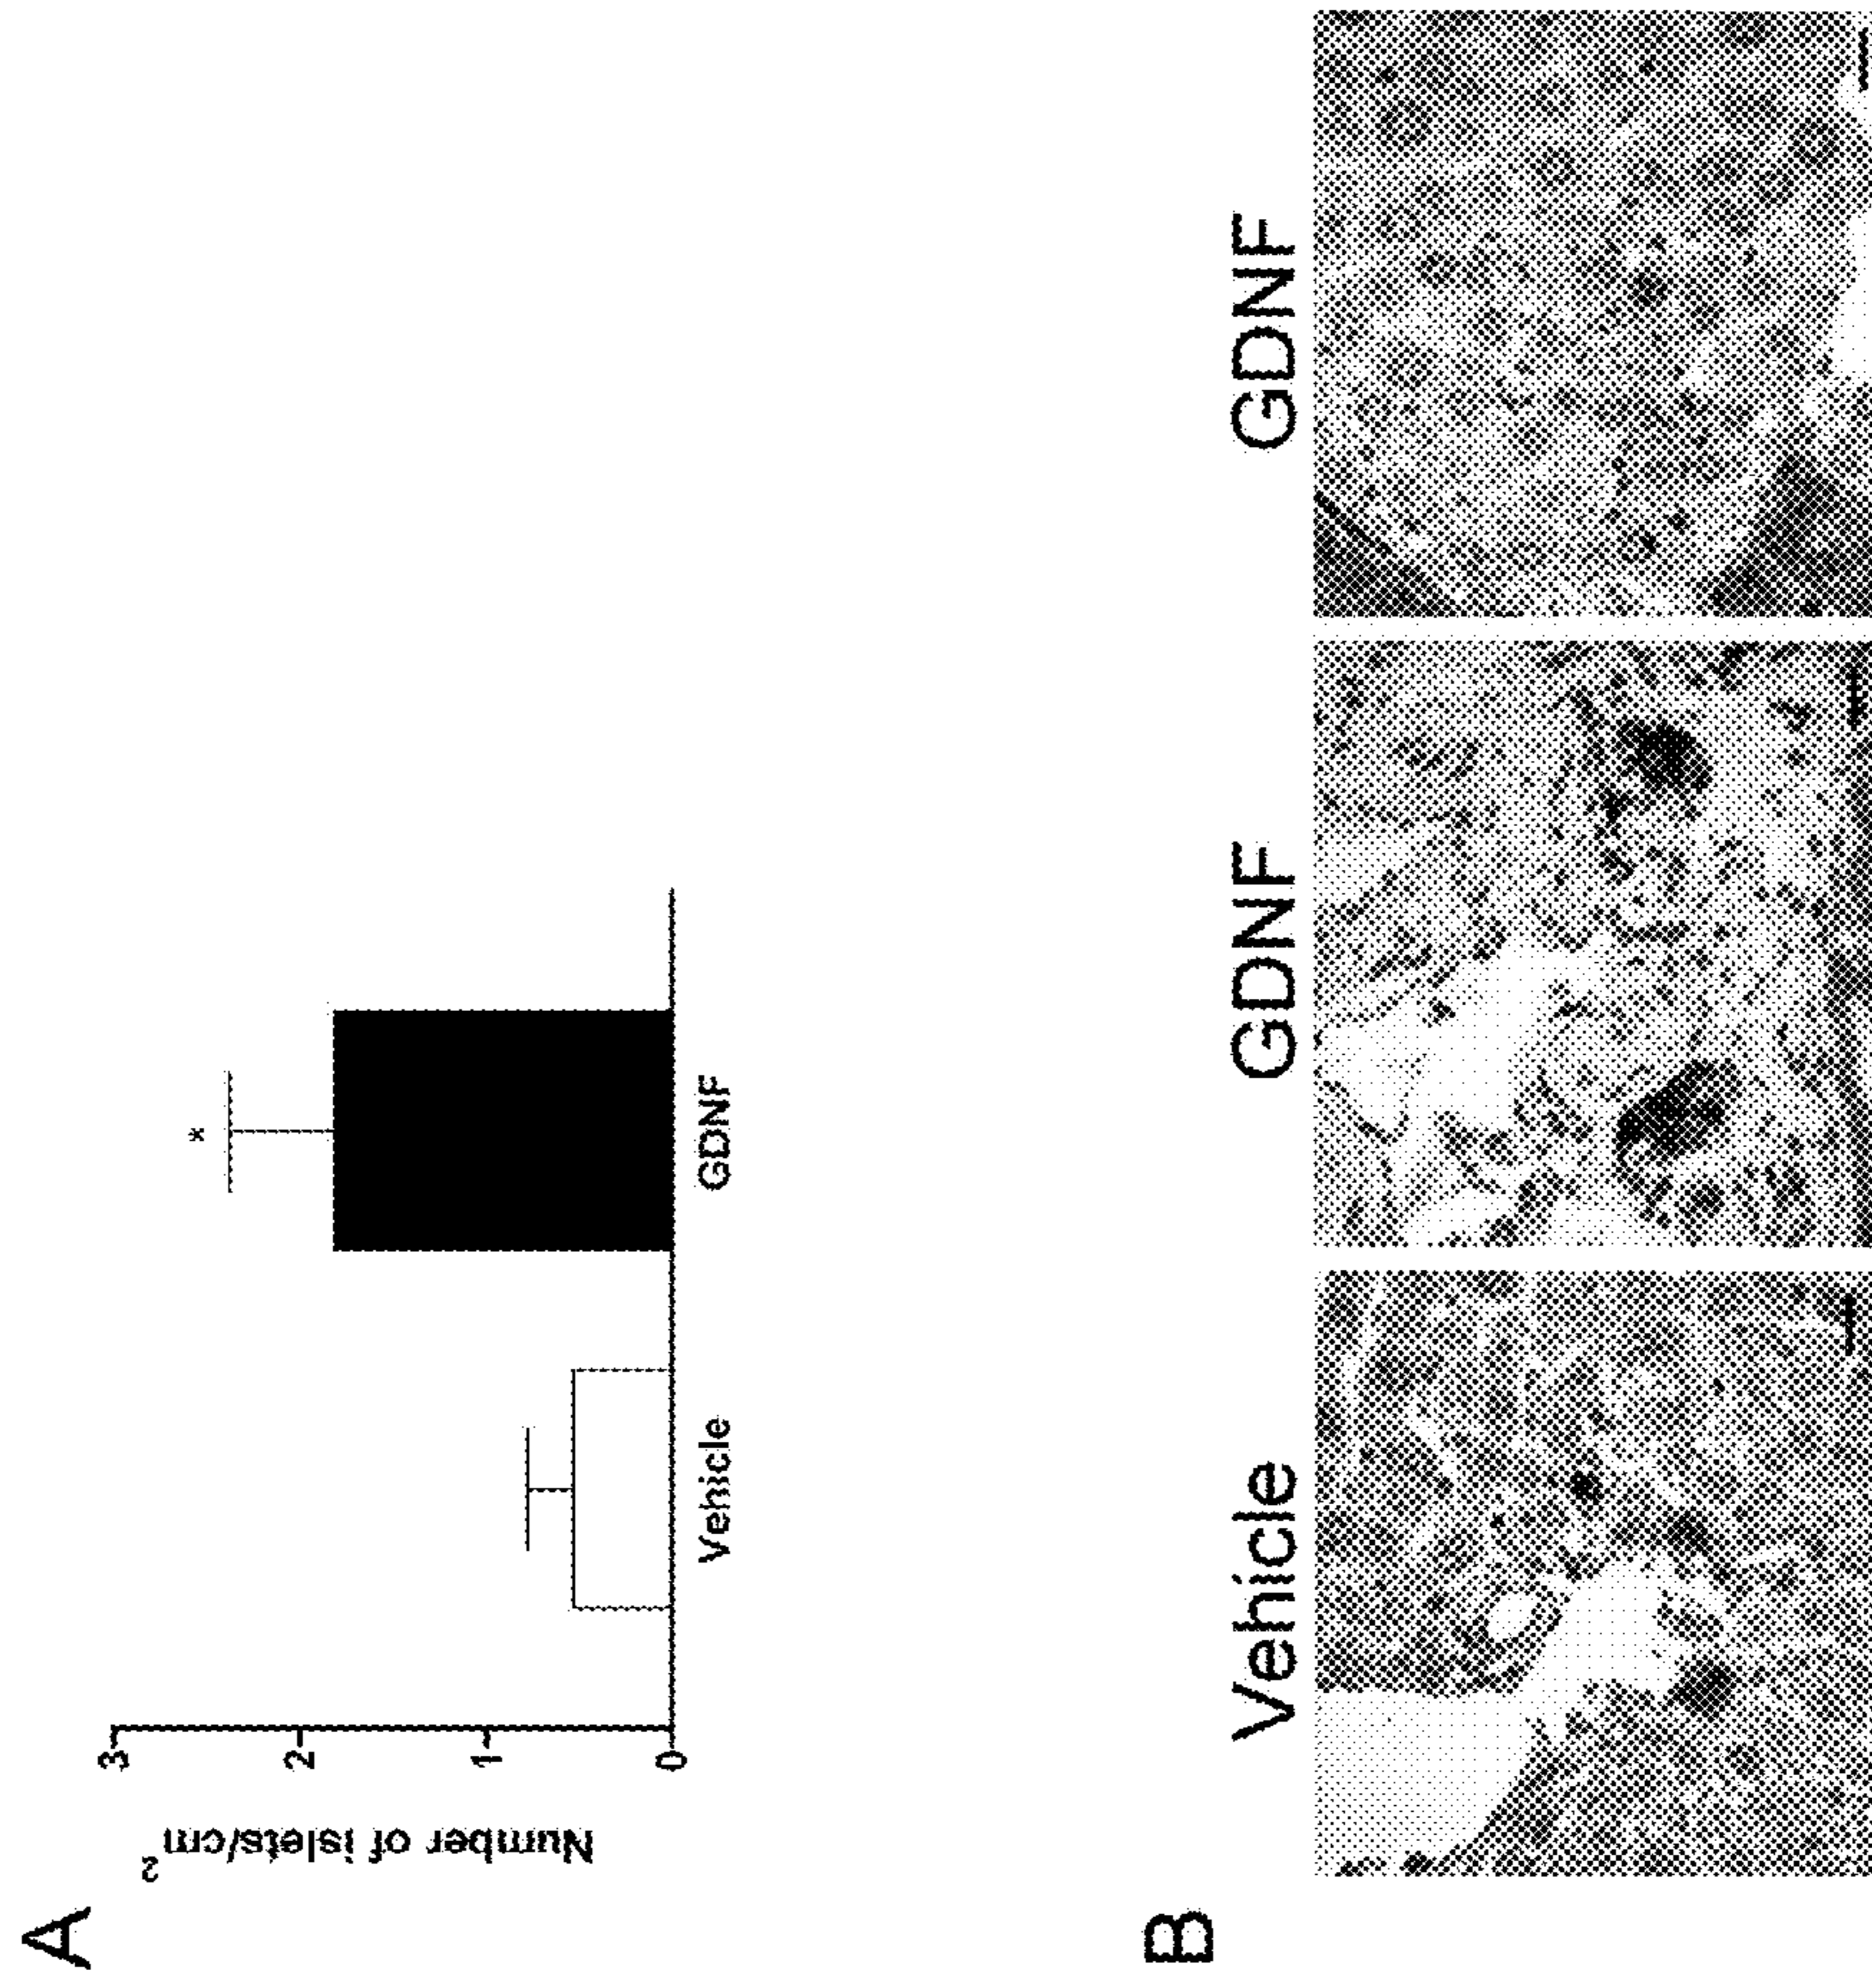 A
Number of islets/cm²
3
2
1
0
*
Vehicle
GDNF
B
Vehicle
GDNF
GDNF